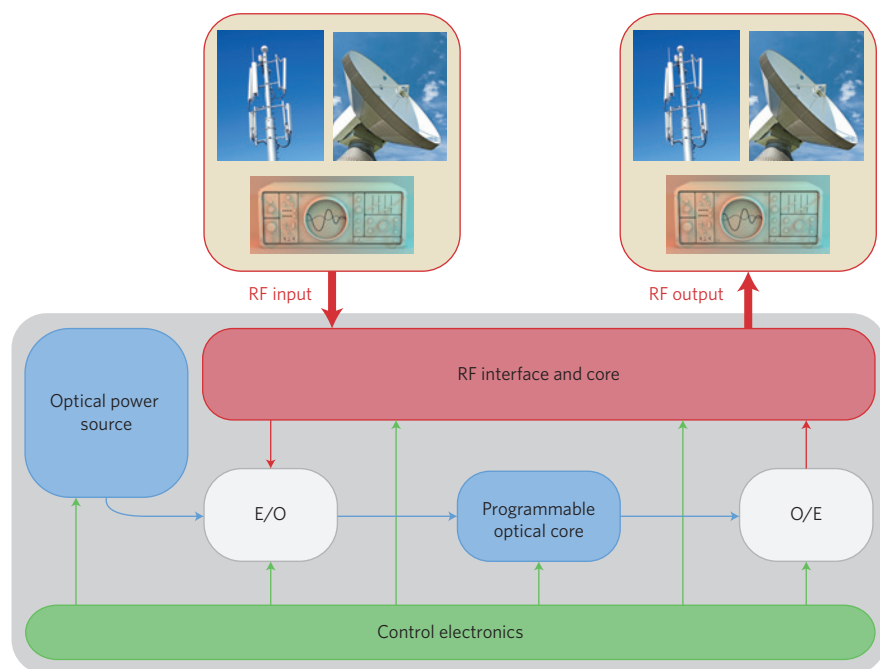 RF input
RF output
Optical power
source
RF interface and core
E/O
Programmable
optical core
O/E
Control electronics